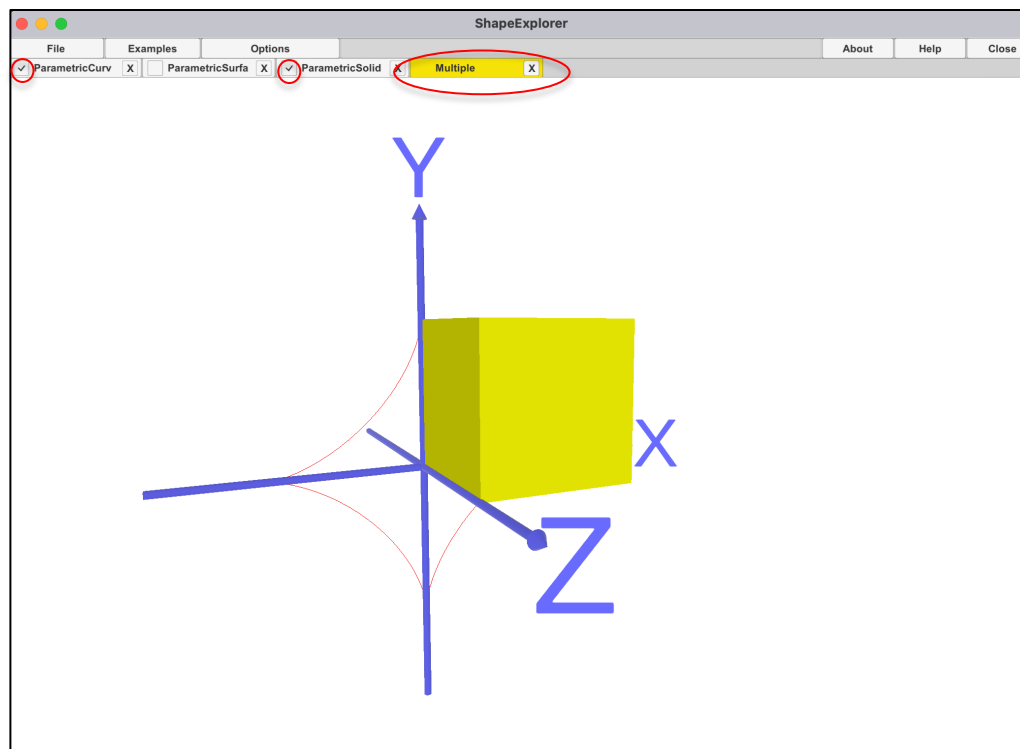 ShapeExplorer
File Examples Options About Help Close
ParametricCurv X ParametricSurfa X ParametricSolid X Multiple X
Y
X
Z